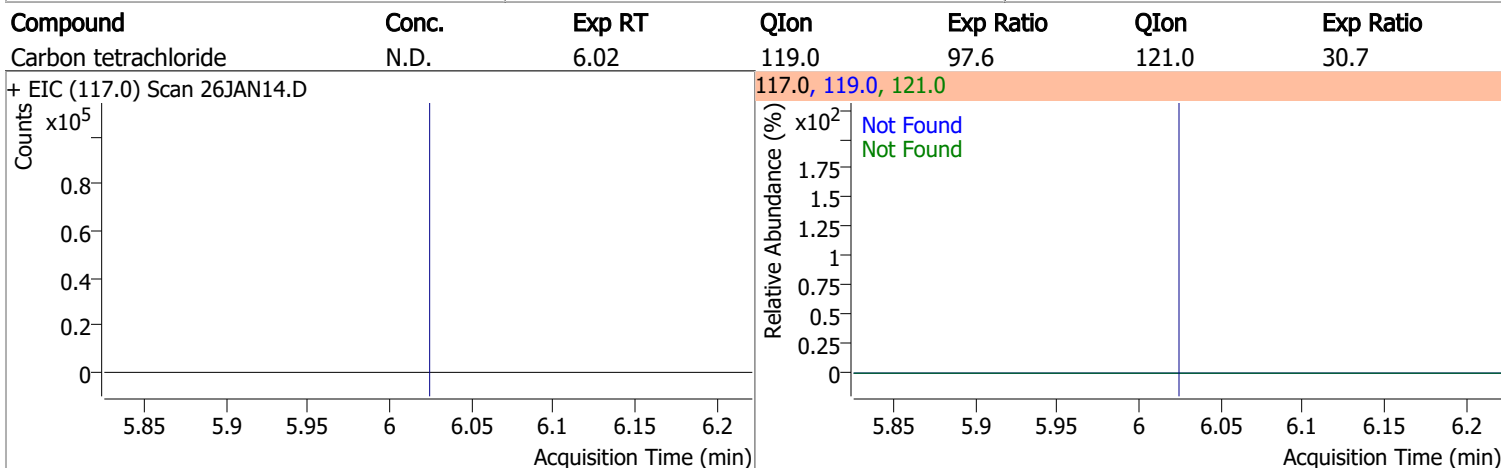 Compound Conc. Exp RT QIon Exp Ratio QIon Exp Ratio
Carbon tetrachloride N.D. 6.02 119.0 97.6 121.0 30.7
+ EIC (117.0) Scan 26JAN14.D
Counts
x10⁵
0.8
0.6
0.4
0.2
0
5.85 5.9 5.95 6 6.05 6.1 6.15 6.2
Acquisition Time (min)
117.0, 119.0, 121.0
Relative Abundance (%)
x10²
Not Found
Not Found
1.75
1.5
1.25
1
0.75
0.5
0.25
0
5.85 5.9 5.95 6 6.05 6.1 6.15 6.2
Acquisition Time (min)